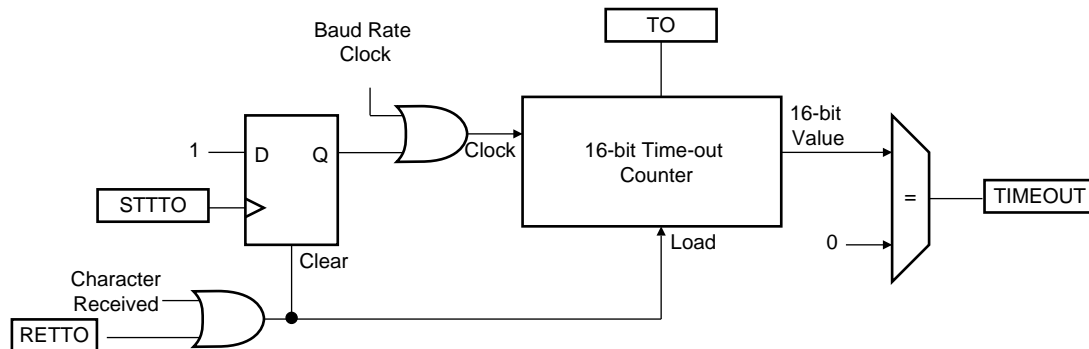 TO
Baud Rate
Clock
16-bit
Value
1
D
Q
Clock
16-bit Time-out
Counter
STTTO
=
TIMEOUT
Clear
Load
0
Character
Received
RETTO